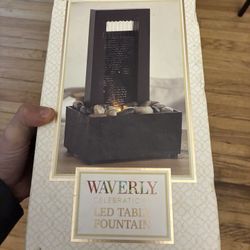 WAVERLY
CELEBRATIONS
LED TABLE
FOUNTAIN